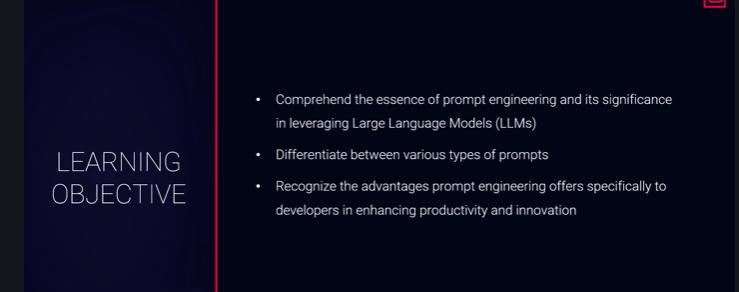 LEARNING
OBJECTIVE
• Comprehend the essence of prompt engineering and its significance
in leveraging Large Language Models (LLMs)
• Differentiate between various types of prompts
• Recognize the advantages prompt engineering offers specifically to
developers in enhancing productivity and innovation